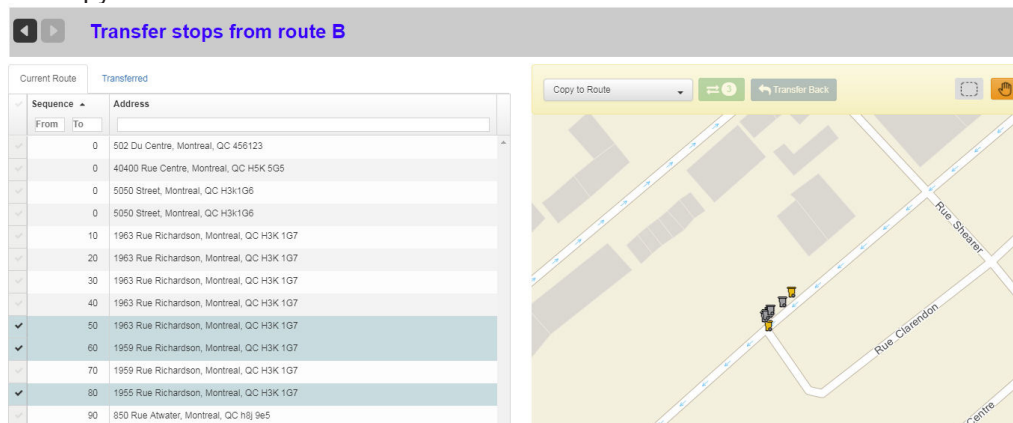 Transfer stops from route B
Current Route Transferred
Sequence Address
From To
0 502 Du Centre, Montreal, QC 456123
0 40400 Rue Centre, Montreal, QC H5K 5G5
0 5050 Street, Montreal, QC H3k1G6
0 5050 Street, Montreal, QC H3k1G6
10 1963 Rue Richardson, Montreal, QC H3K 1G7
20 1963 Rue Richardson, Montreal, QC H3K 1G7
30 1963 Rue Richardson, Montreal, QC H3K 1G7
40 1963 Rue Richardson, Montreal, QC H3K 1G7
50 1963 Rue Richardson, Montreal, QC H3K 1G7
60 1959 Rue Richardson, Montreal, QC H3K 1G7
70 1959 Rue Richardson, Montreal, QC H3K 1G7
80 1955 Rue Richardson, Montreal, QC H3K 1G7
90 850 Rue Atwater, Montreal, QC h8j 9e5
Copy to Route 3 Transfer Back
Rue Shearer
Rue Clarendon
Centre